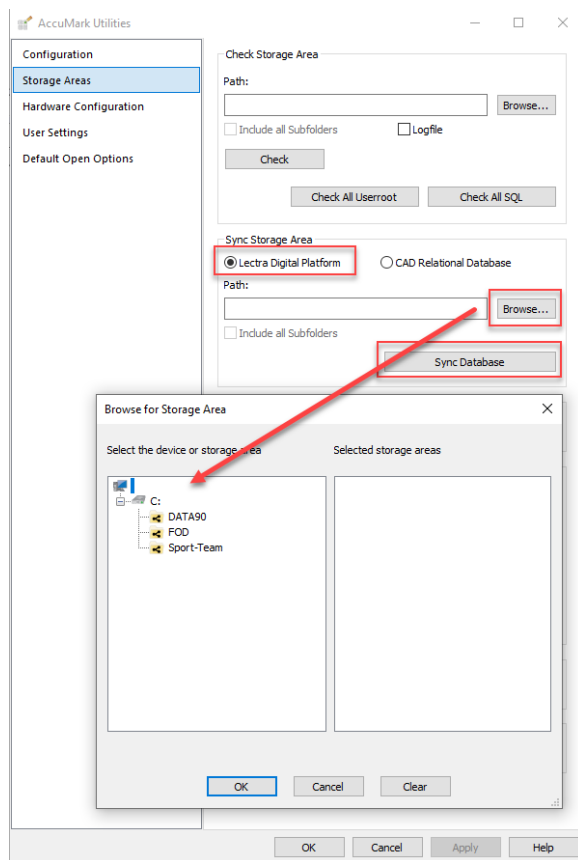 AccuMark Utilities
Configuration
Storage Areas
Hardware Configuration
User Settings
Default Open Options
Check Storage Area
Path:
Browse...
Include all Subfolders
Logfile
Check
Check All Userroot
Check All SQL
Sync Storage Area
Lectra Digital Platform
CAD Relational Database
Path:
Browse...
Include all Subfolders
Sync Database
Browse for Storage Area
Select the device or storage area
Selected storage areas
C:
DATA90
FOD
Sport-Team
OK
Cancel
Clear
OK
Cancel
Apply
Help